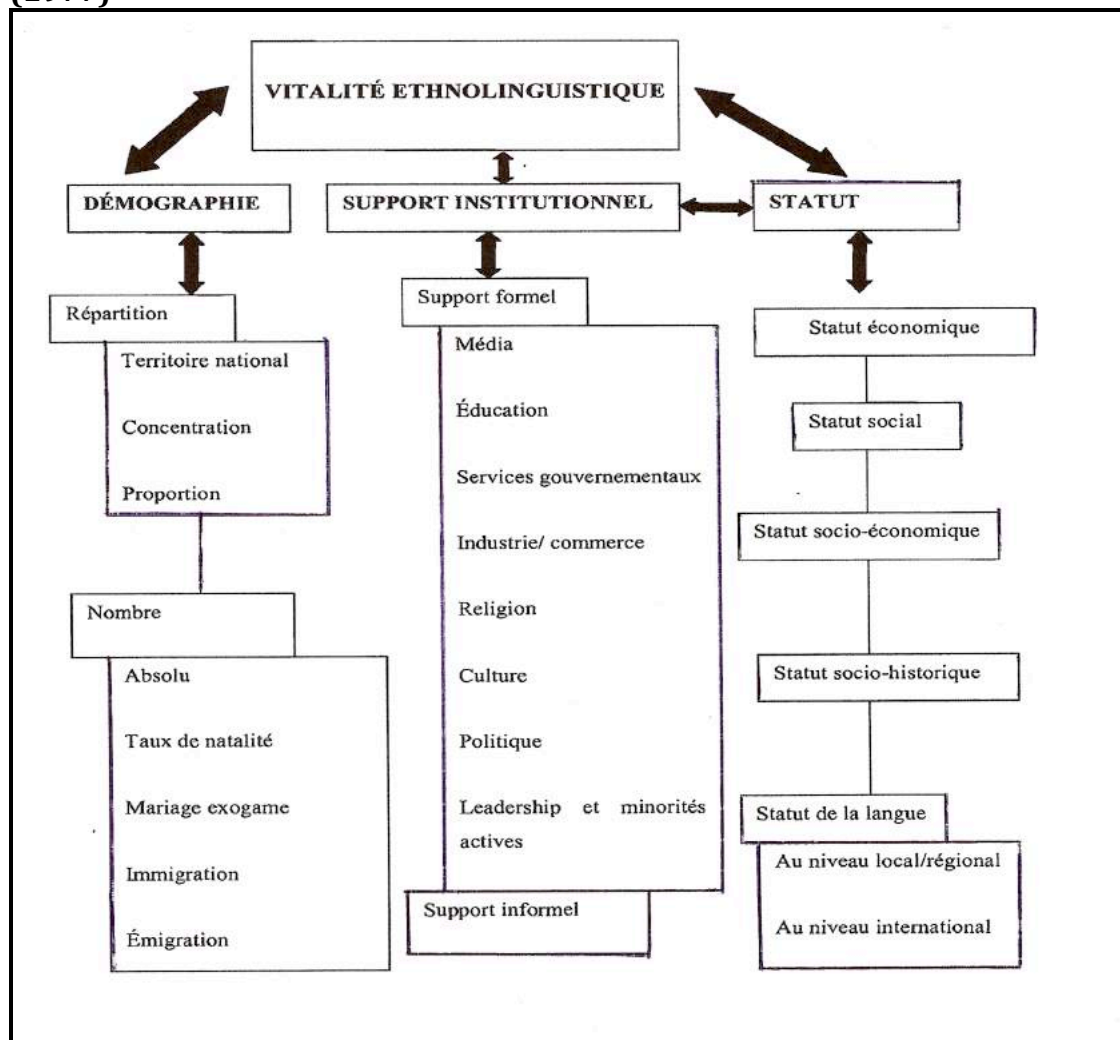 VITALITÉ ETHNOLINGUISTIQUE
DÉMOGRAPHIE
SUPPORT INSTITUTIONNEL
STATUT
Répartition
Territoire national
Concentration
Proportion
Nombre
Absolu
Taux de natalité
Mariage exogame
Immigration
Émigration
Support formel
Média
Éducation
Services gouvernementaux
Industrie/ commerce
Religion
Culture
Politique
Leadership et minorités
actives
Support informel
Statut économique
Statut social
Statut socio-économique
Statut socio-historique
Statut de la langue
Au niveau local/régional
Au niveau international